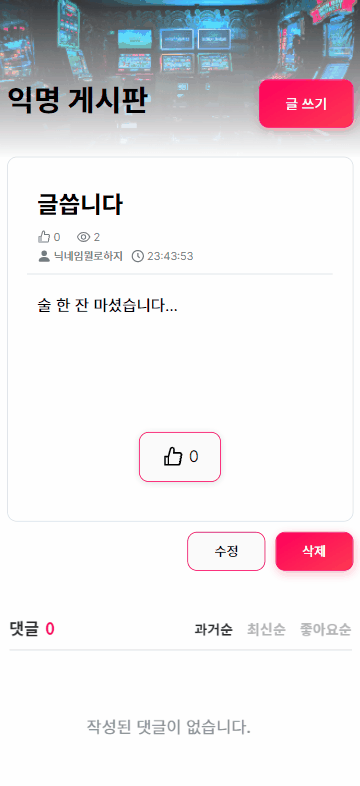 익명 게시판
글 쓰기
글씁니다
0 2
닉네임뭘로하지 23:43:53
술 한 잔 마셨습니다...
0
수정 삭제
댓글 0 과거순 최신순 좋아요순
작성된 댓글이 없습니다.